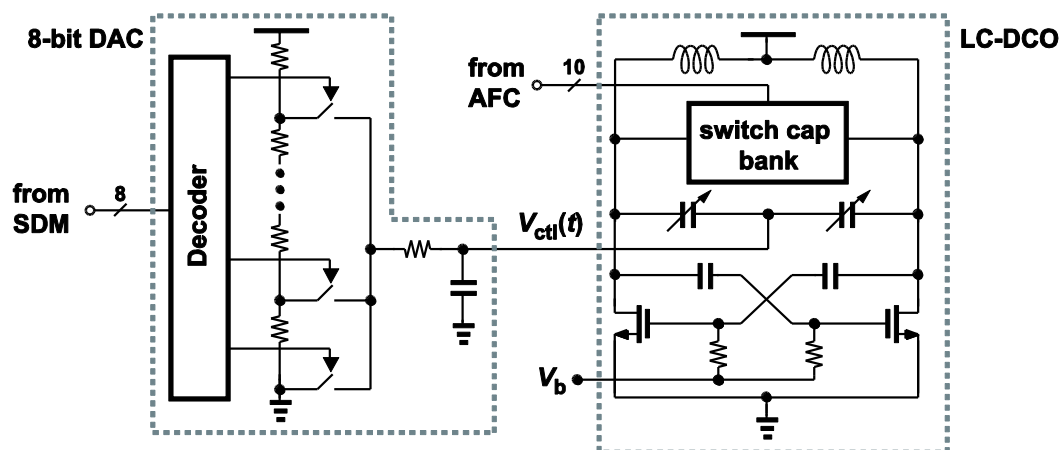 8-bit DAC
LC-DCO
from
AFC
10
switch cap
bank
Decoder
from
SDM
8
Vctl(t)
Vb